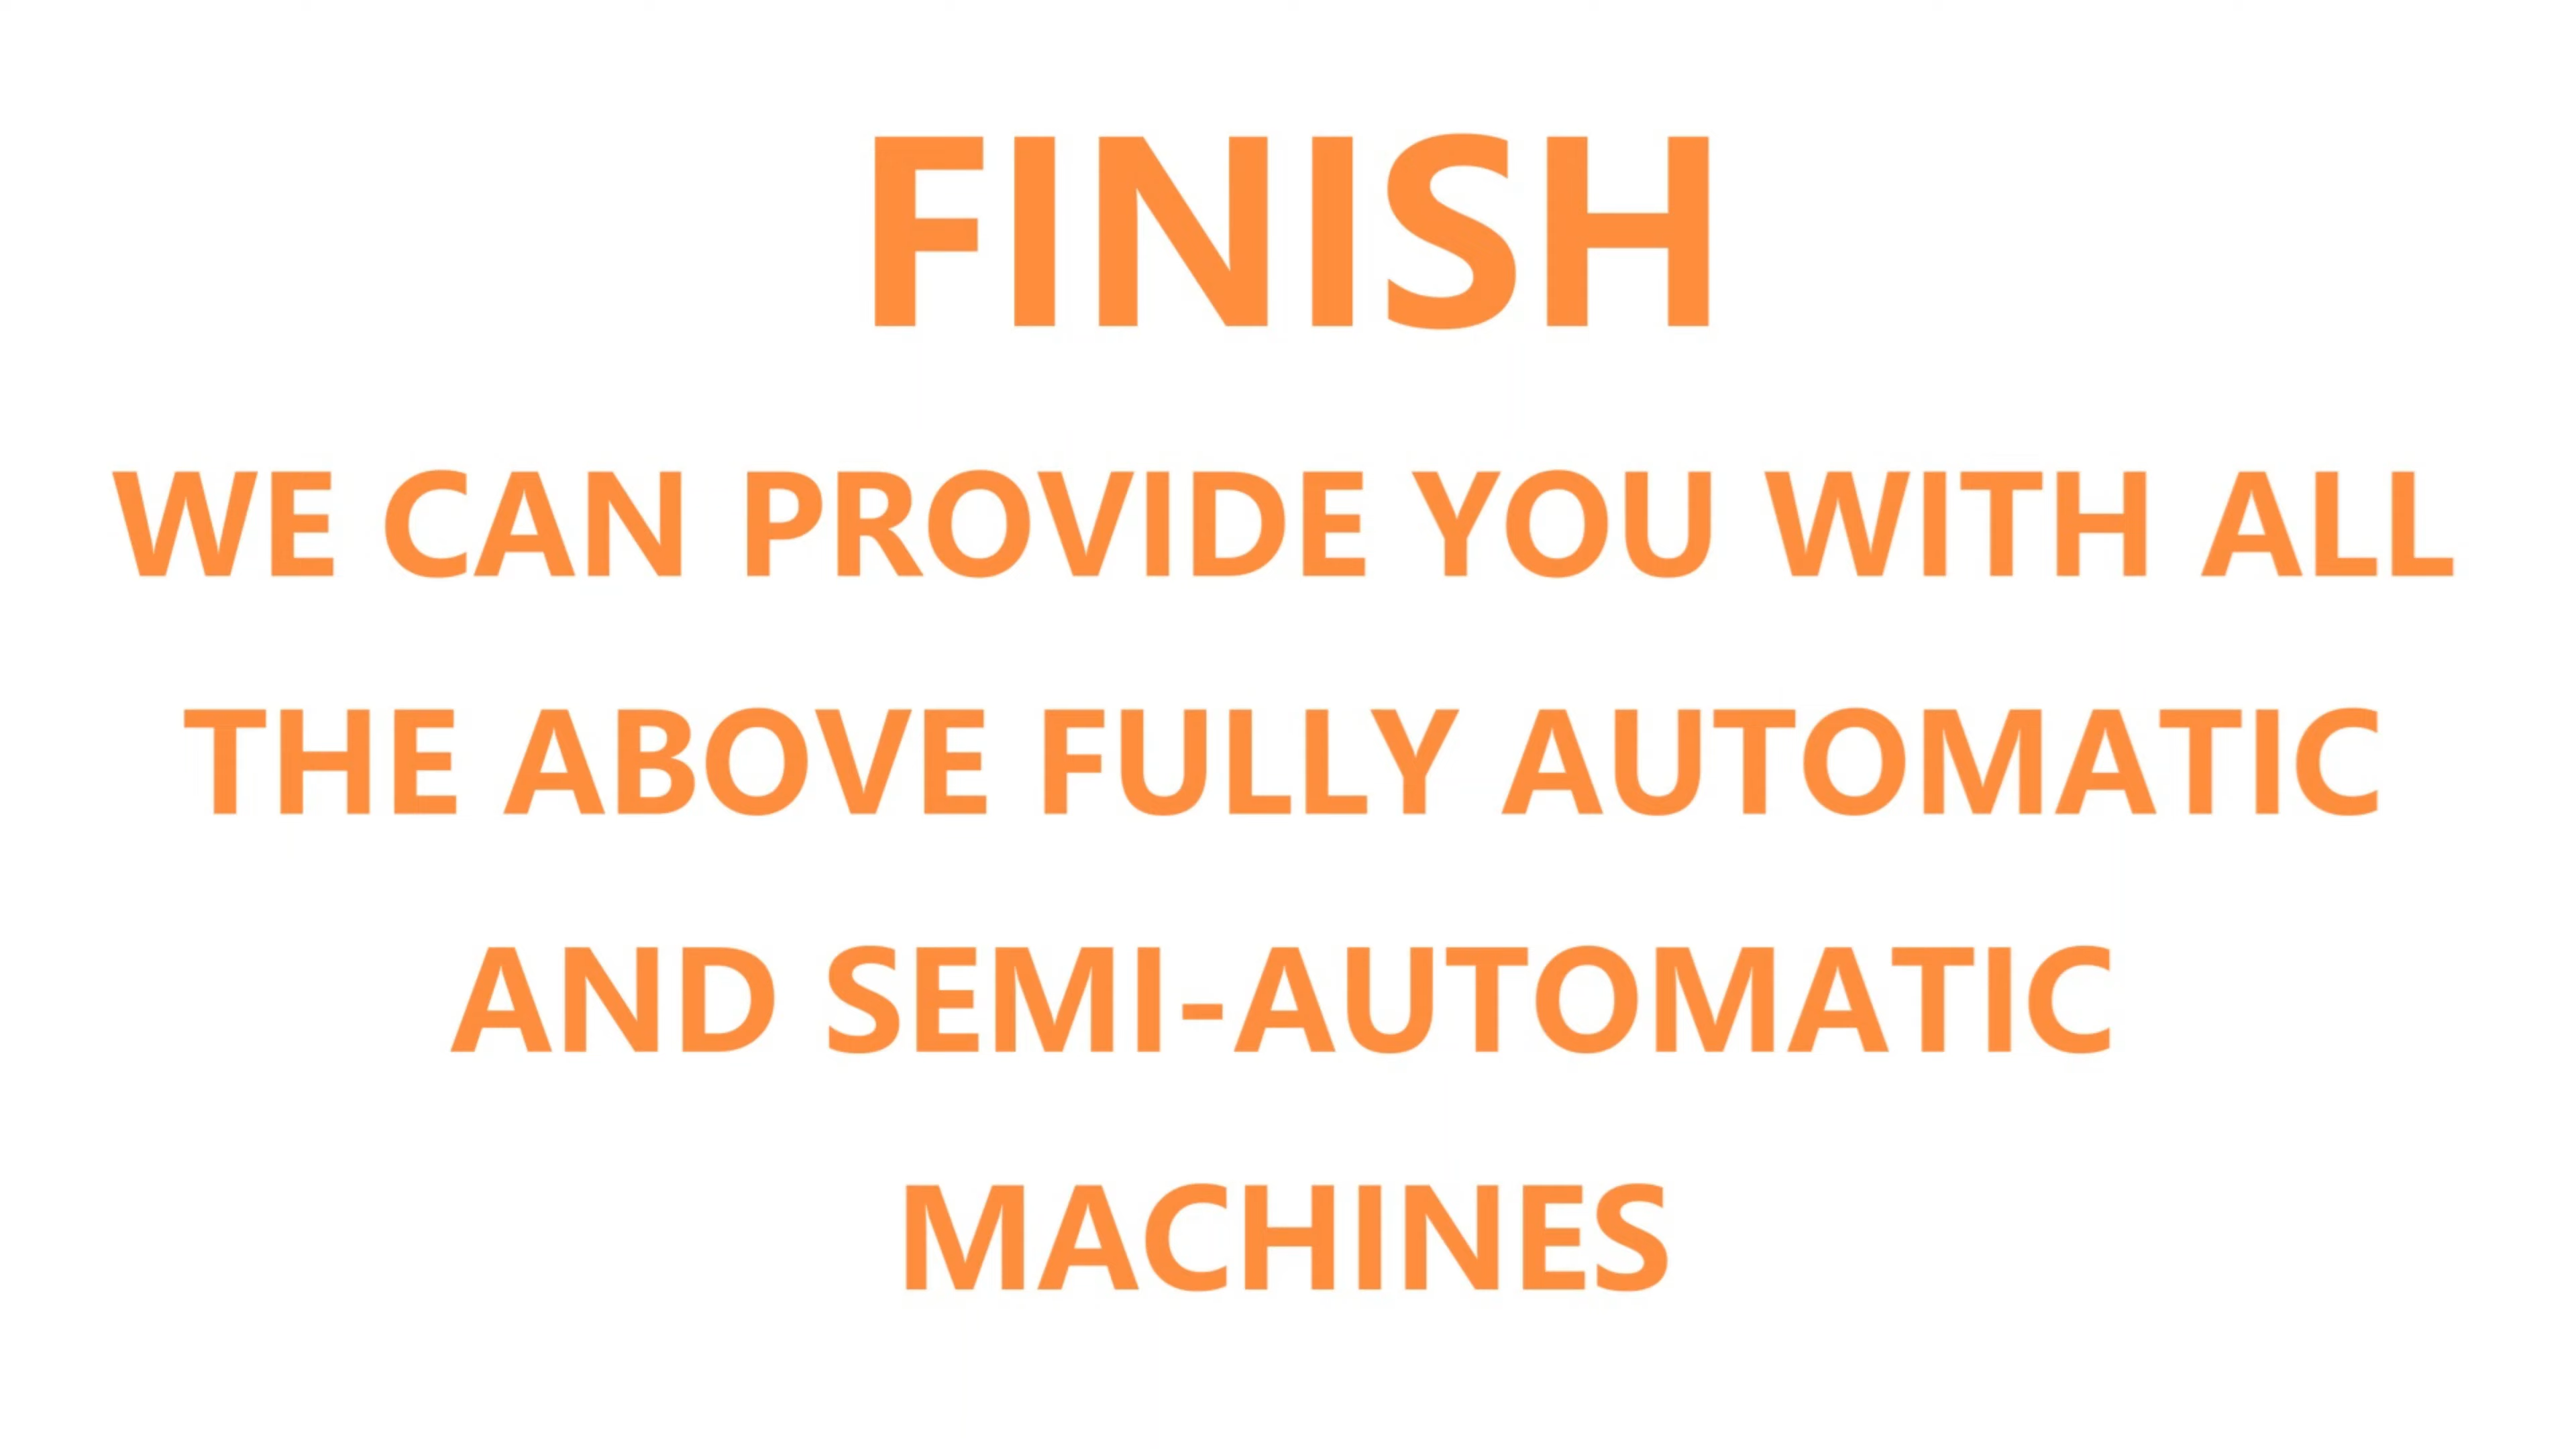 FINISH
WE CAN PROVIDE YOU WITH ALL
THE ABOVE FULLY AUTOMATIC
AND SEMI-AUTOMATIC
MACHINES